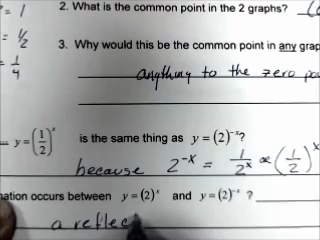 = 1
2. What is the common point in the 2 graphs?
= 1/2
3. Why would this be the common point in any grap
= 1/4
anything to the zero po
y = (1/2)^x is the same thing as y = (2)^-x?
because 2^-x = 1/2^x or (1/2)^x
mation occurs between y = (2)^x and y = (2)^-x ?
a reflec